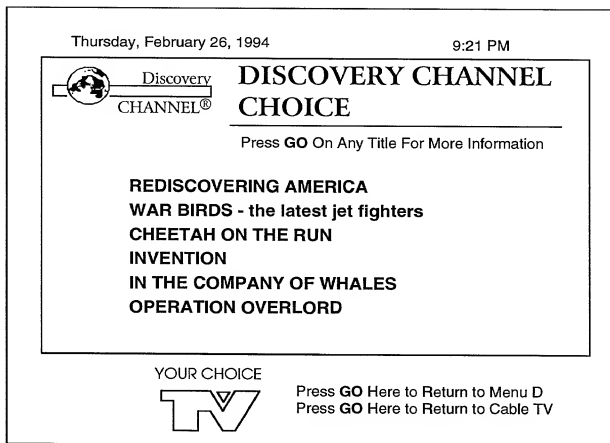 Thursday, February 26, 1994
9:21 PM
Discovery
CHANNEL®
DISCOVERY CHANNEL
CHOICE
Press GO On Any Title For More Information
REDISCOVERING AMERICA
WAR BIRDS - the latest jet fighters
CHEETAH ON THE RUN
INVENTION
IN THE COMPANY OF WHALES
OPERATION OVERLORD
YOUR CHOICE
TV
Press GO Here to Return to Menu D
Press GO Here to Return to Cable TV